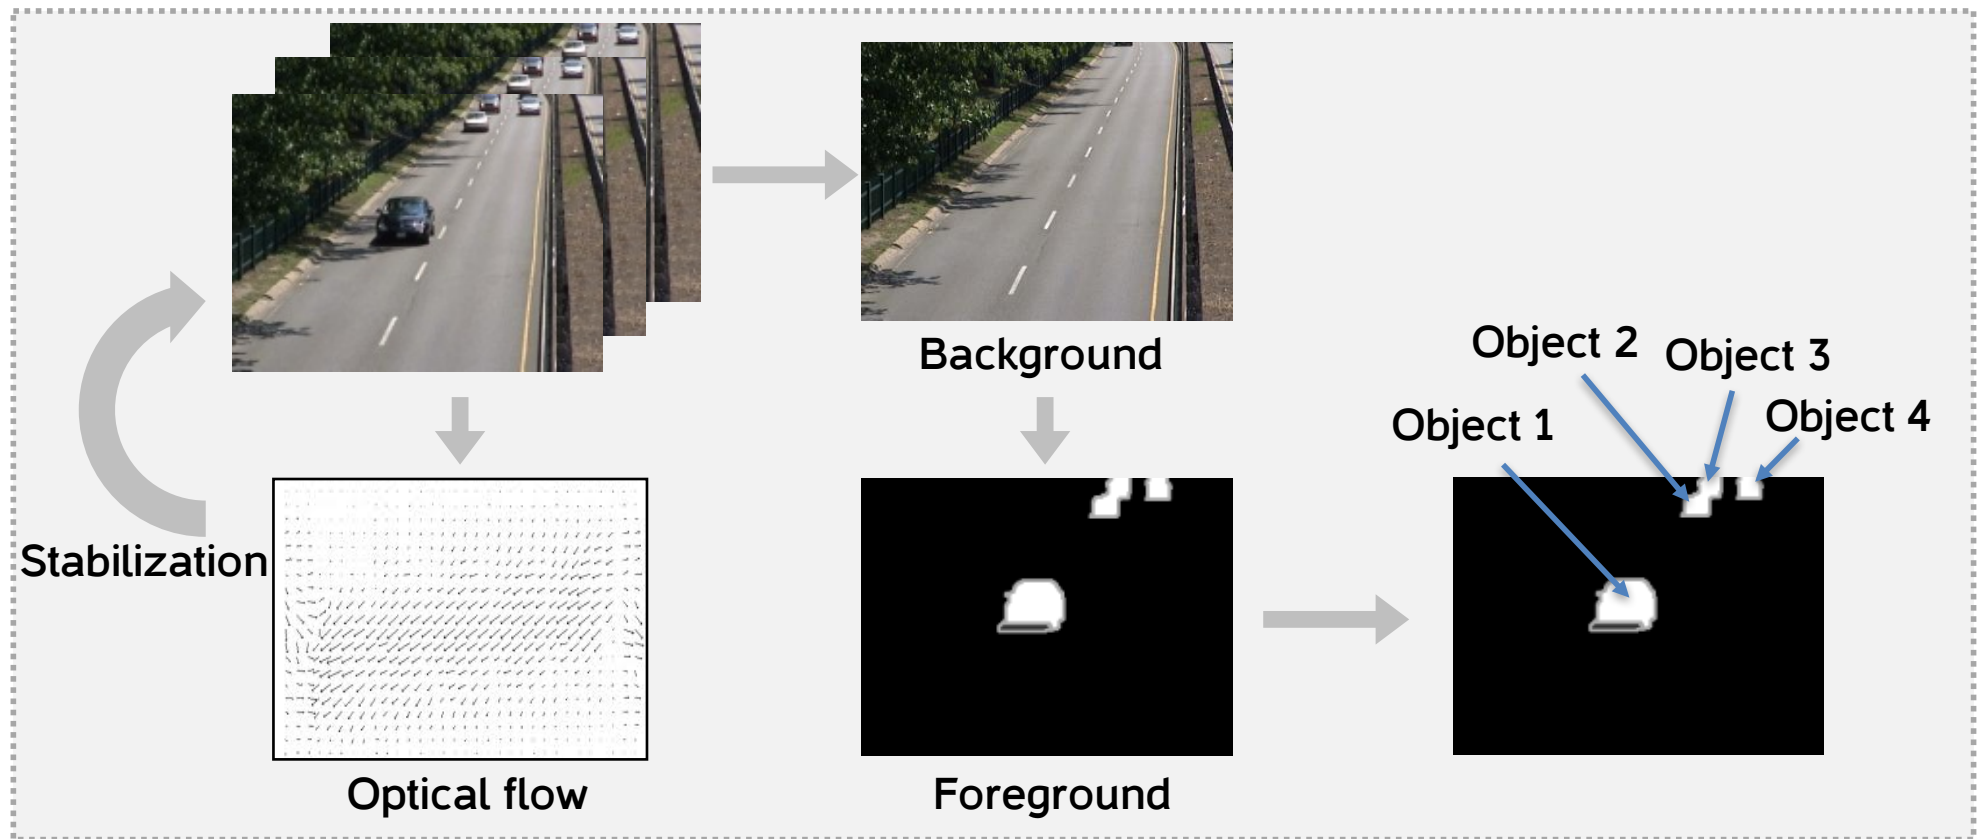 Background
Object 2
Object 3
Object 1
Object 4
Stabilization
Optical flow
Foreground